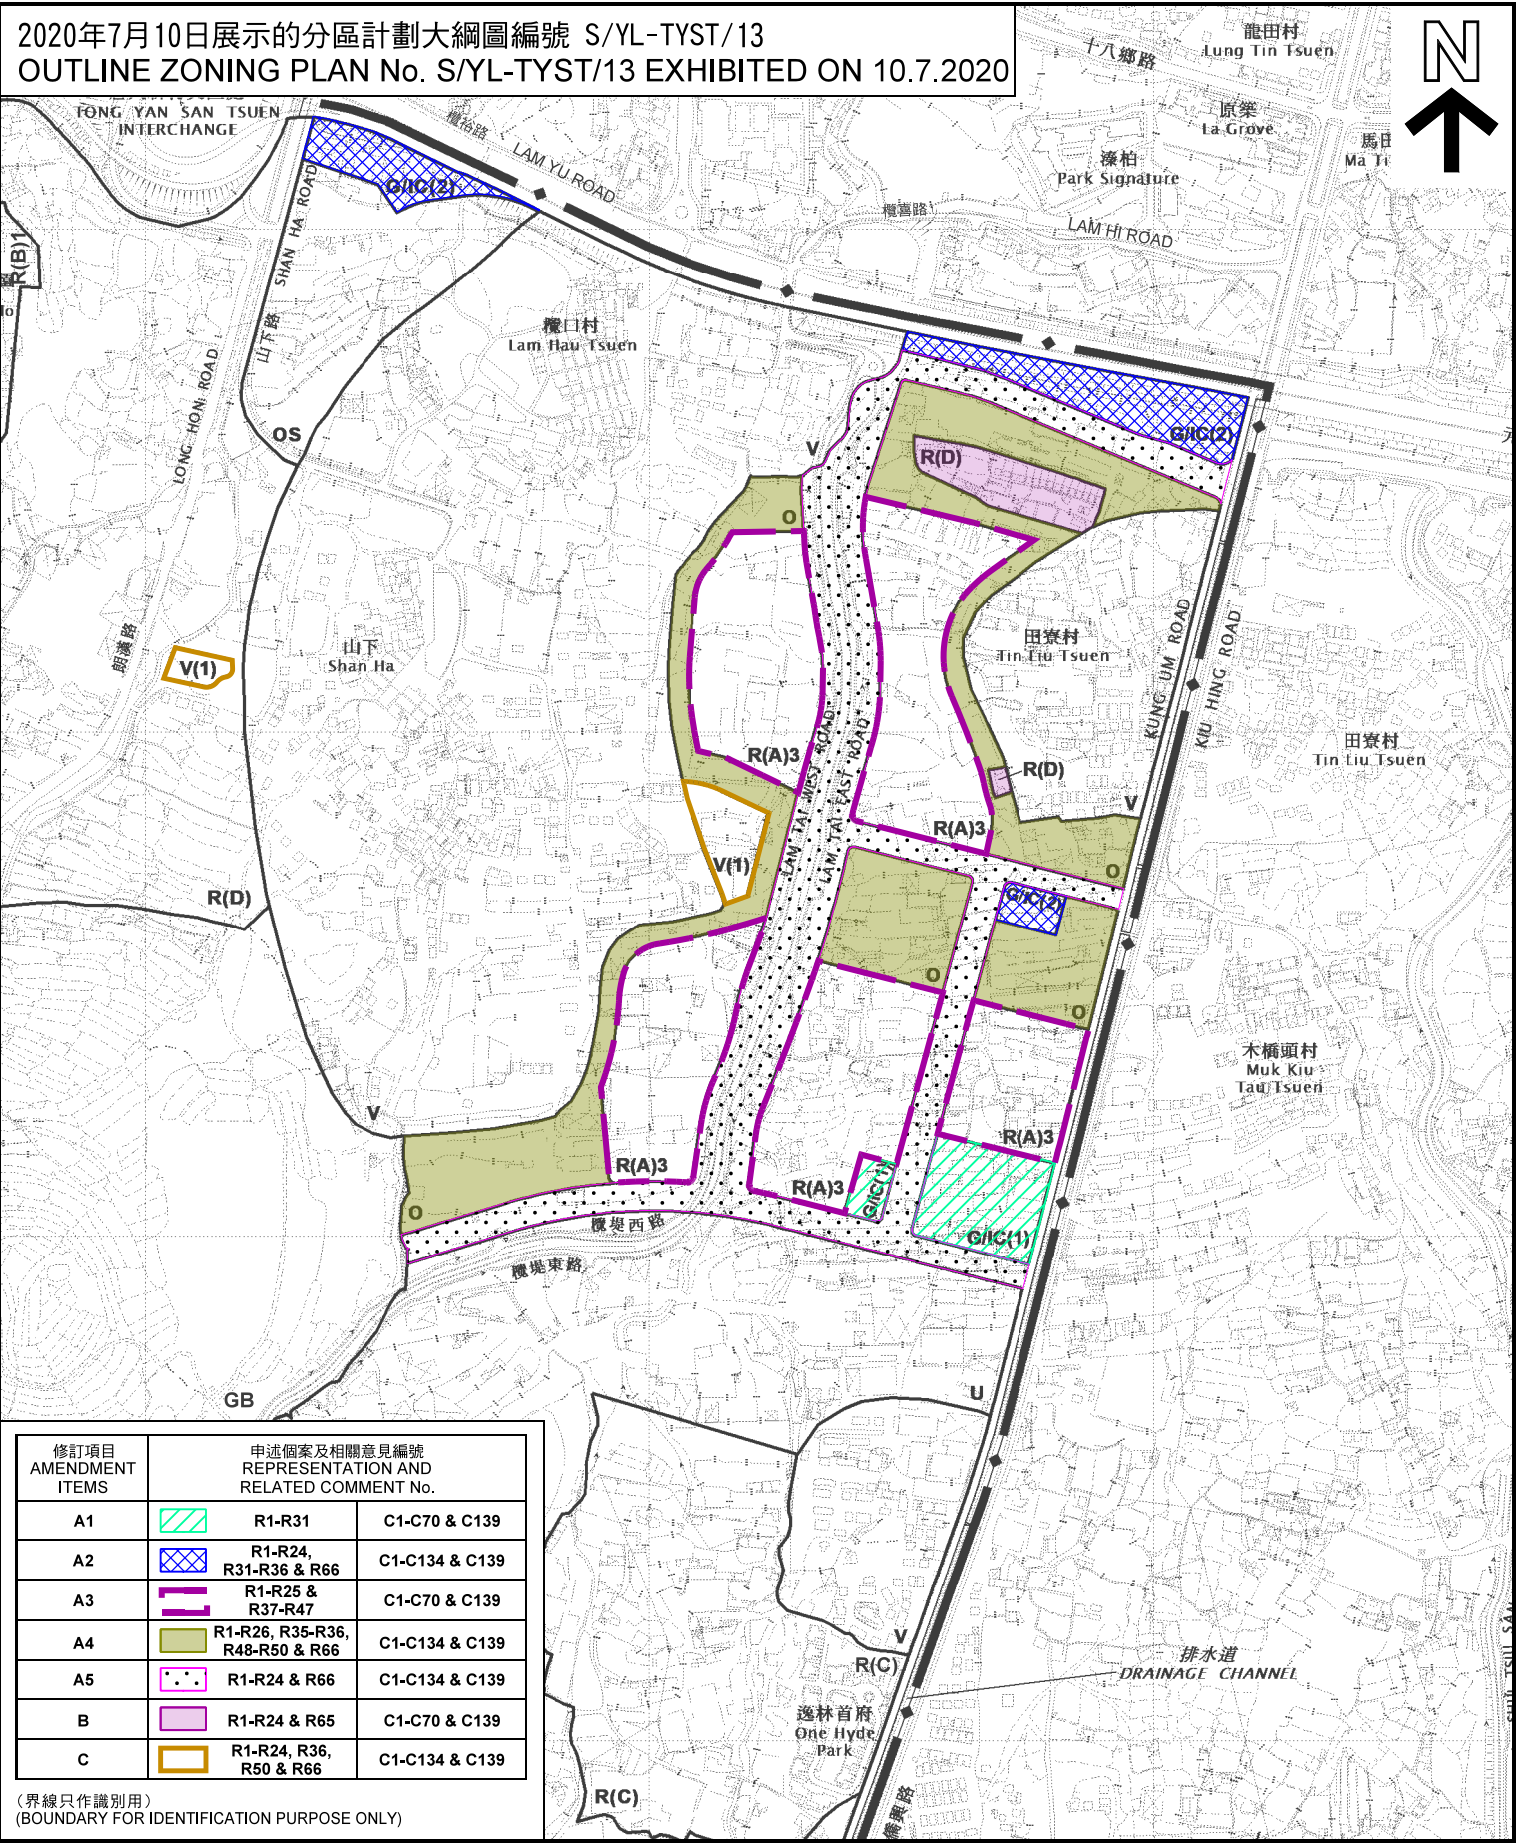 2020年7月10日展示的分區計劃大綱圖編號 S/YL-TYST/13
OUTLINE ZONING PLAN No. S/YL-TYST/13 EXHIBITED ON 10.7.2020
N
TONG YAN SAN TSUEN
INTERCHANGE
十八鄉路
龍田村
Lung Tin Tsuen
原築
La Grove
馬田
Ma Ti
溱柏
Park Signature
欖裕路
LAM YU ROAD
欖喜路
LAM HI ROAD
G/IC(2)
R(B)1
SHAN HA ROAD
山下路
LONG HON ROAD
朗漢路
欖口村
Lam Hau Tsuen
OS
V
G/IC(2)
R(D)
O
山下
Shan Ha
V(1)
田寮村
Tin Liu Tsuen
KUNG UM ROAD
KIU HING ROAD
田寮村
Tin Liu Tsuen
R(A)3
LAM TAI WEST ROAD
LAM TAI EAST ROAD
R(D)
V
R(A)3
V(1)
O
R(D)
G/IC(2)
O
O
木橋頭村
Muk Kiu
Tau Tsuen
V
R(A)3
R(A)3
R(A)3
G/IC(1)
O
欖堤西路
G/IC(1)
欖堤東路
GB
U
V
R(C)
排水道
DRAINAGE CHANNEL
逸林首府
One Hyde
Park
R(C)
僑興路
修訂項目
AMENDMENT
ITEMS
申述個案及相關意見編號
REPRESENTATION AND
RELATED COMMENT No.
A1 R1-R31 C1-C70 & C139
A2 R1-R24,
R31-R36 & R66 C1-C134 & C139
A3 R1-R25 &
R37-R47 C1-C70 & C139
A4 R1-R26, R35-R36,
R48-R50 & R66 C1-C134 & C139
A5 R1-R24 & R66 C1-C134 & C139
B R1-R24 & R65 C1-C70 & C139
C R1-R24, R36,
R50 & R66 C1-C134 & C139
(界線只作識別用)
(BOUNDARY FOR IDENTIFICATION PURPOSE ONLY)